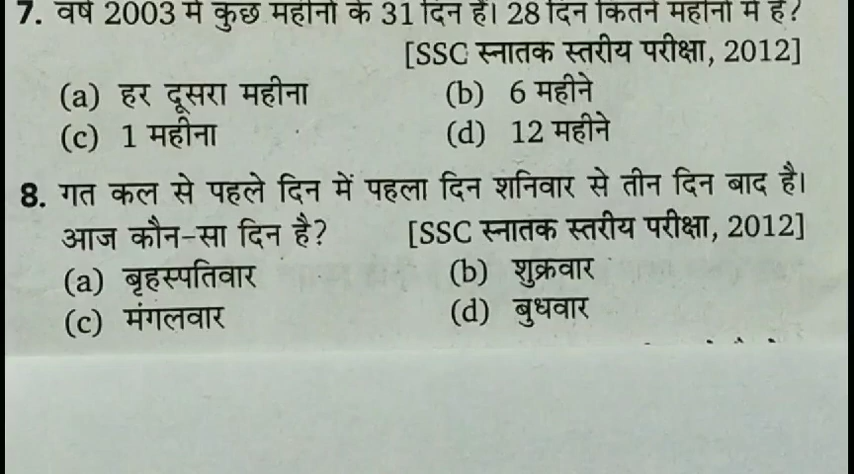 7. वर्ष 2003 में कुछ महीनों के 31 दिन हैं। 28 दिन कितने महीनों में हैं?
[SSC स्नातक स्तरीय परीक्षा, 2012]
(a) हर दूसरा महीना (b) 6 महीने
(c) 1 महीना (d) 12 महीने
8. गत कल से पहले दिन में पहला दिन शनिवार से तीन दिन बाद है।
आज कौन-सा दिन है? [SSC स्नातक स्तरीय परीक्षा, 2012]
(a) बृहस्पतिवार (b) शुक्रवार
(c) मंगलवार (d) बुधवार